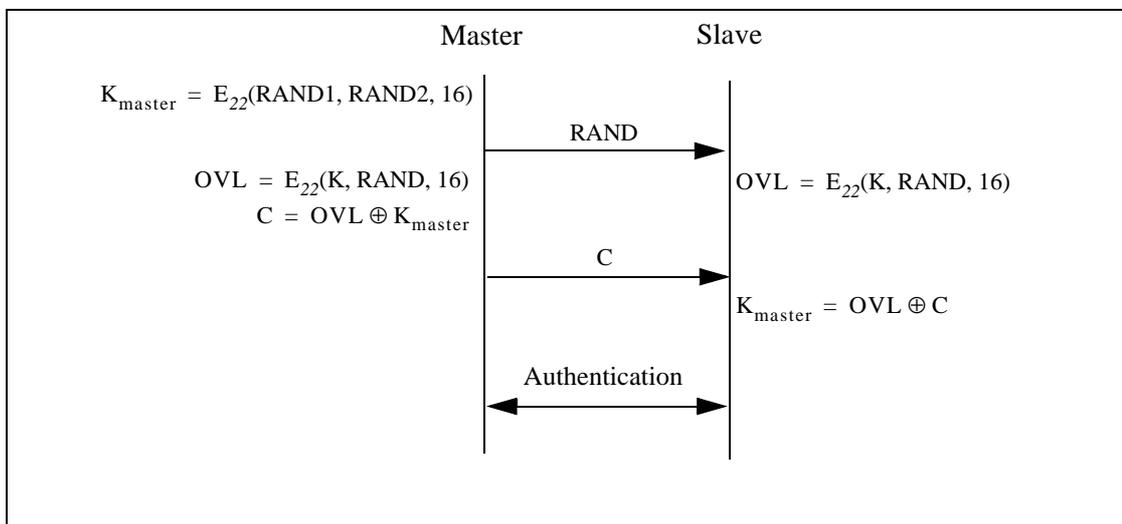 Master Slave
K_master = E_22(RAND1, RAND2, 16)
RAND
OVL = E_22(K, RAND, 16) OVL = E_22(K, RAND, 16)
C = OVL ⊕ K_master
C
K_master = OVL ⊕ C
Authentication